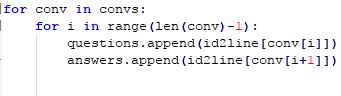 for conv in convs:
    for i in range(len(conv)-1):
        questions.append(id2line[conv[i]])
        answers.append(id2line[conv[i+1]])